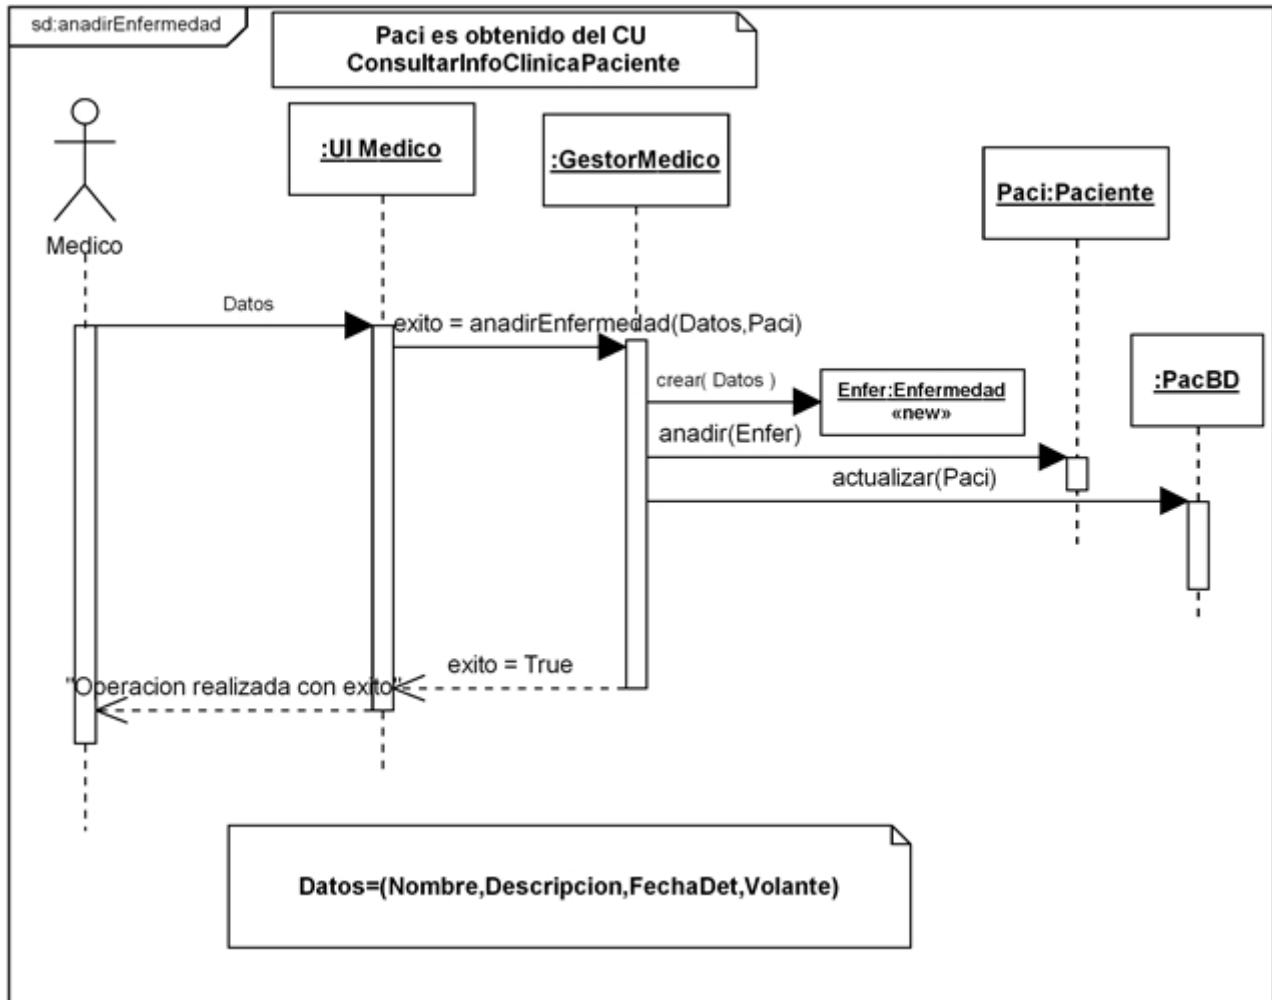 sd:anadirEnfermedad
Paci es obtenido del CU
ConsultarInfoClinicaPaciente
:UI Medico
:GestorMedico
Paci:Paciente
Medico
Datos
exito = anadirEnfermedad(Datos,Paci)
:PacBD
crear( Datos )
Enfer:Enfermedad
«new»
anadir(Enfer)
actualizar(Paci)
exito = True
"Operacion realizada con exito"
Datos=(Nombre,Descripcion,FechaDet,Volante)